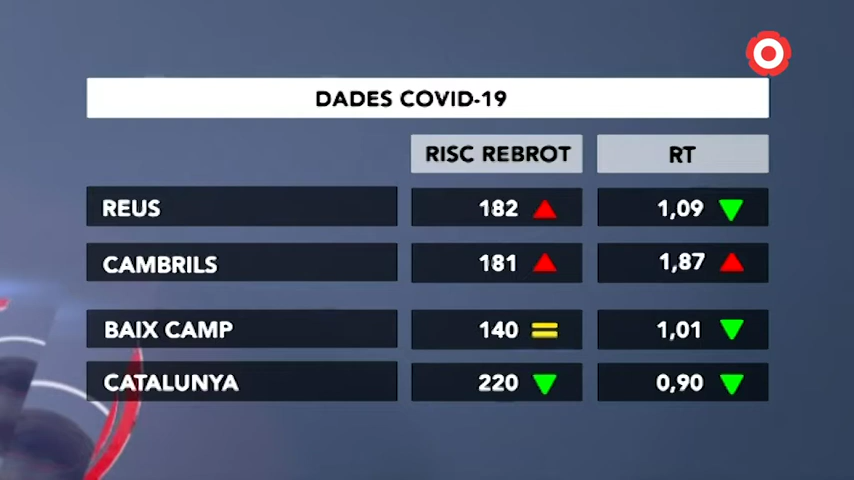 DADES COVID-19
RISC REBROT RT
REUS 182 1,09
CAMBRILS 181 1,87
BAIX CAMP 140 = 1,01
CATALUNYA 220 0,90